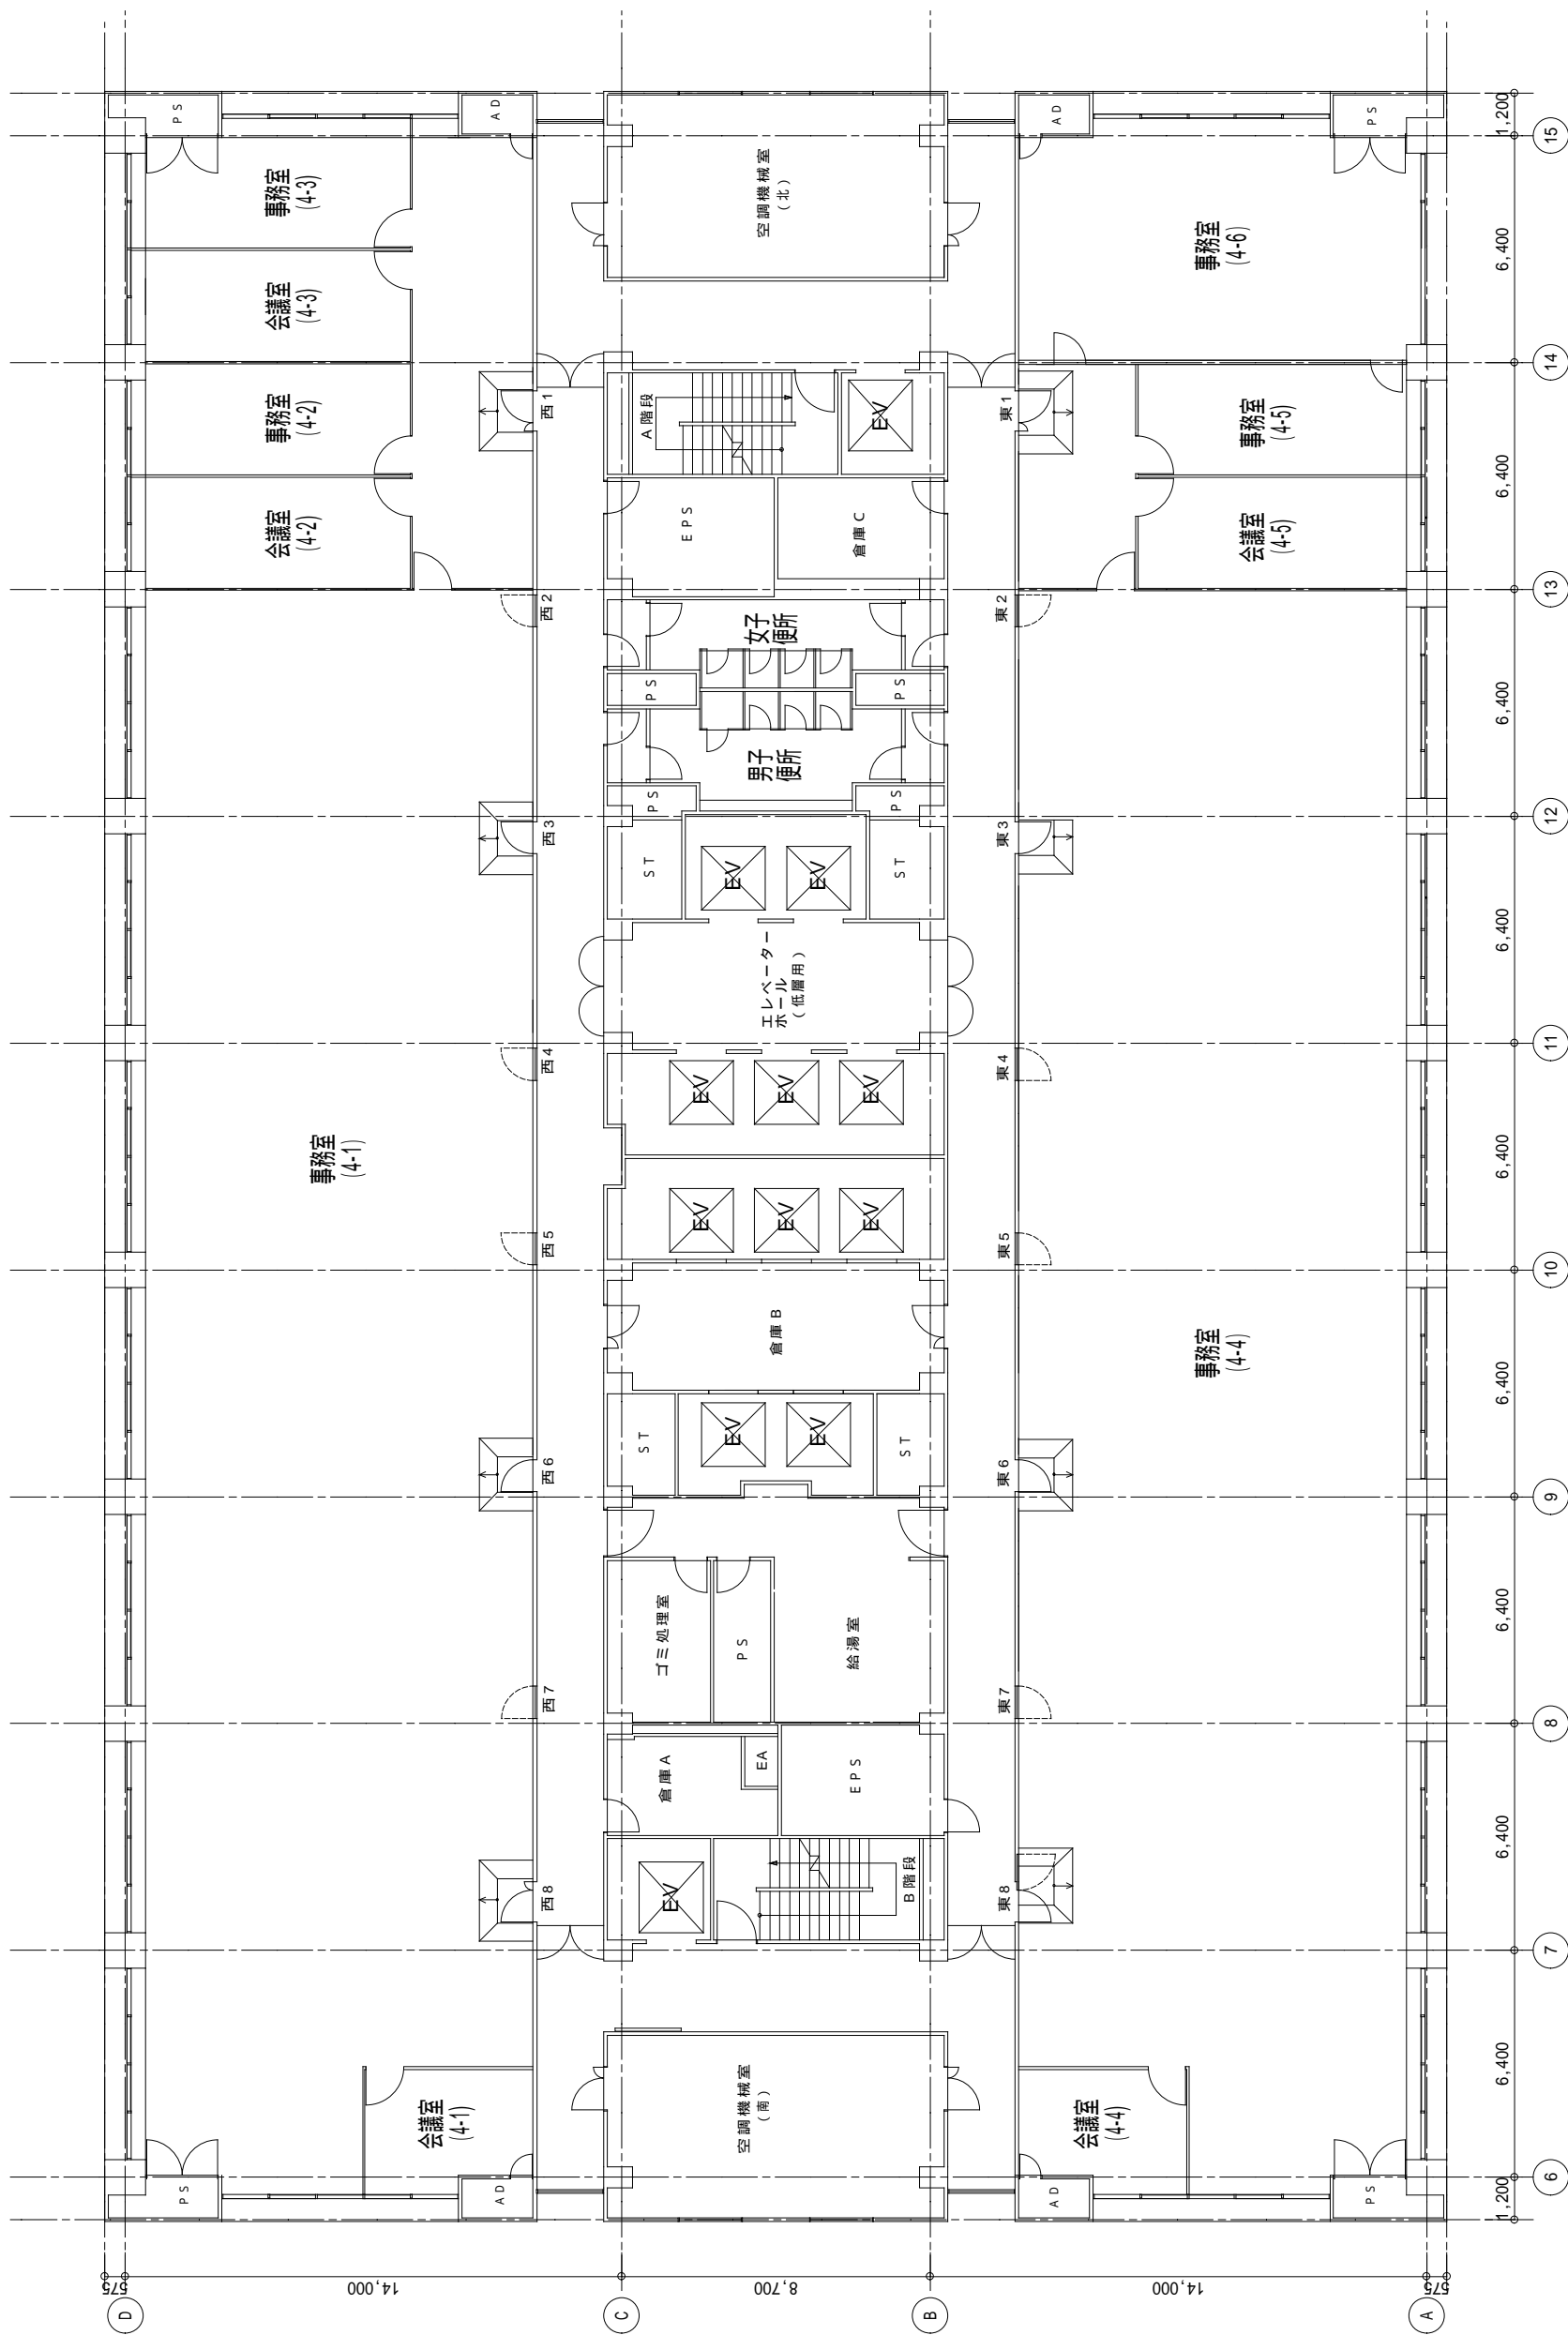 PS
AD
空調機械室
(北)
AD
PS
1,200
15
事務室
(4-3)
会議室
(4-3)
事務室
(4-6)
6,400
14
事務室
(4-2)
会議室
(4-2)
西1
A階段
EV
東1
EPS
倉庫C
事務室
(4-5)
会議室
(4-5)
6,400
13
西2
女子
便所
PS
PS
男子
便所
PS
PS
東2
6,400
12
西3
ST
EV
EV
ST
東3
エレベーター
ホール
(低層用)
6,400
11
西4
EV
EV
EV
東4
事務室
(4-1)
6,400
西5
EV
EV
EV
東5
10
倉庫B
事務室
(4-4)
6,400
ST
EV
EV
ST
西6
東6
9
ゴミ処理室
PS
給湯室
6,400
西7
東7
8
倉庫A
EA
EPS
6,400
西8
EV
B階段
東8
7
会議室
(4-1)
空調機械室
(南)
会議室
(4-4)
6,400
6
PS
AD
AD
PS
1,200
575
14,000
8,700
14,000
575
D
C
B
A